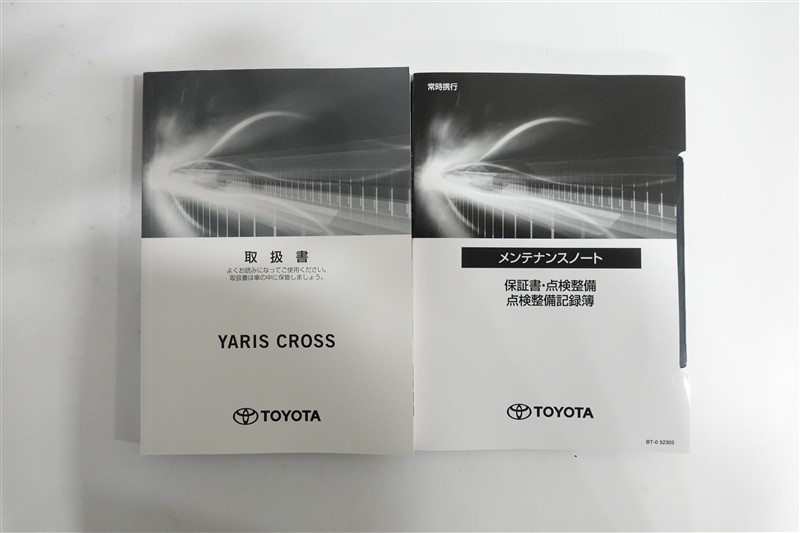 取扱書
よくお読みになってご使用ください。
取扱書は車の中に保管しましょう。
YARIS CROSS
TOYOTA
常時携行
メンテナンスノート
保証書・点検整備
点検整備記録簿
TOYOTA
BT-0 52303